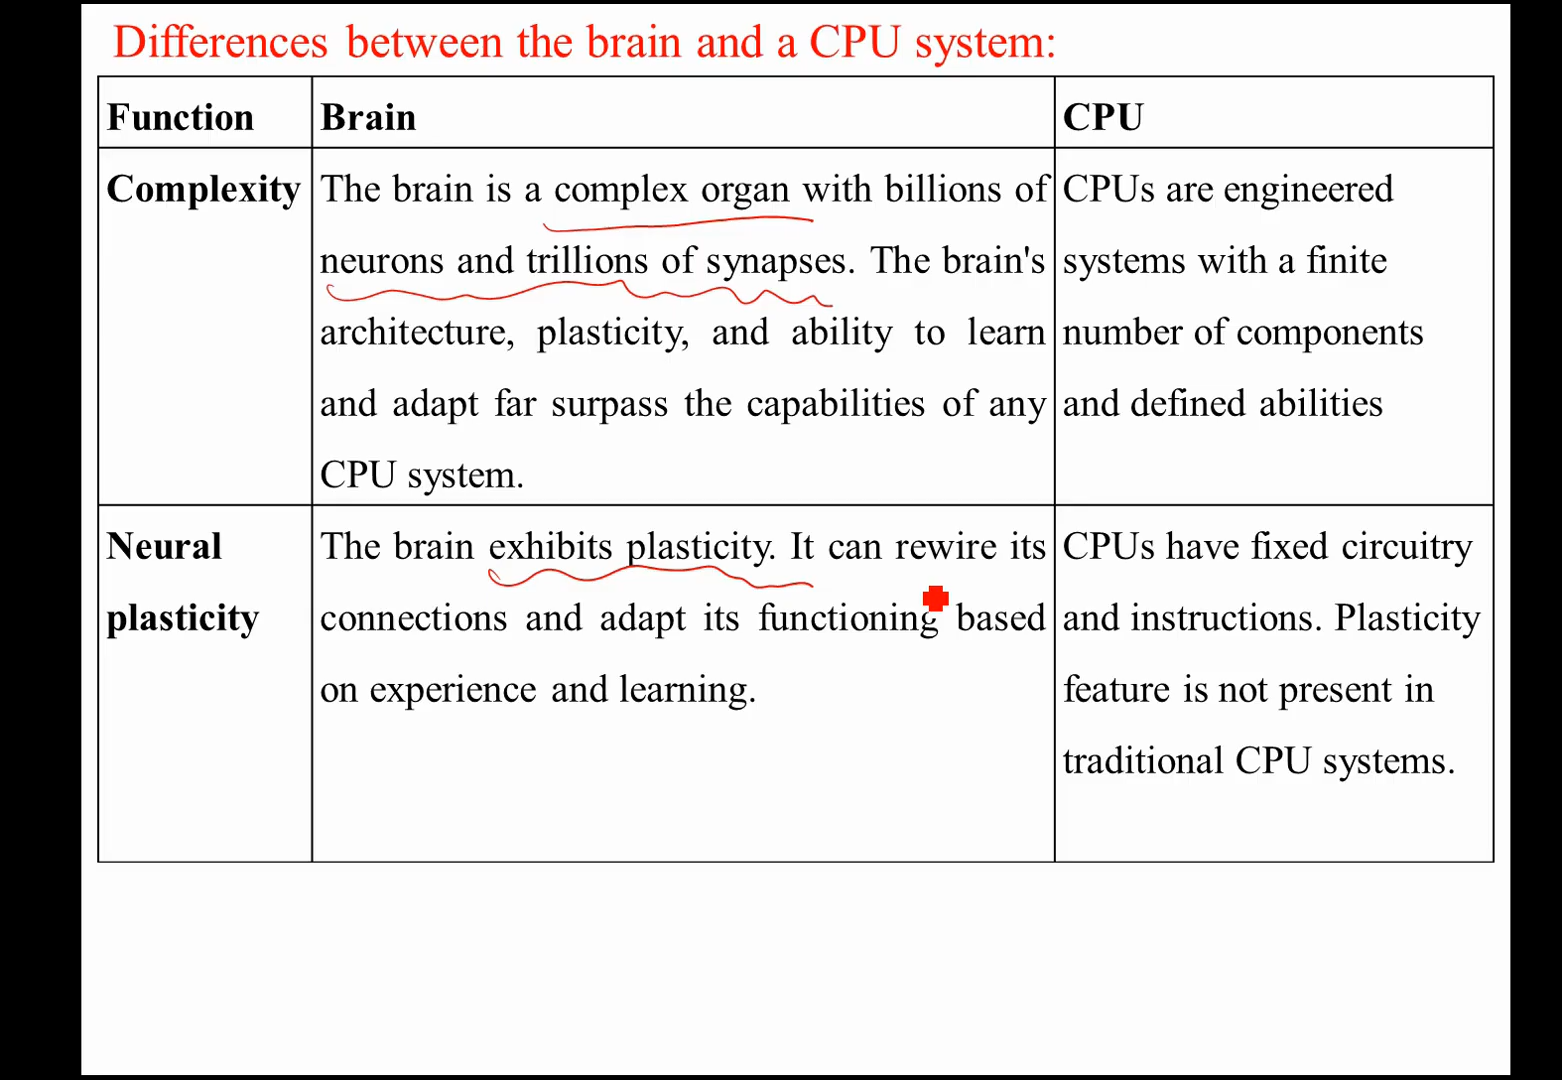 Differences between the brain and a CPU system:
Function
Brain
CPU
Complexity
The brain is a complex organ with billions of
neurons and trillions of synapses. The brain's
architecture, plasticity, and ability to learn
and adapt far surpass the capabilities of any
CPU system.
CPUs are engineered
systems with a finite
number of components
and defined abilities
Neural
plasticity
The brain exhibits plasticity. It can rewire its
connections and adapt its functioning based
on experience and learning.
CPUs have fixed circuitry
and instructions. Plasticity
feature is not present in
traditional CPU systems.